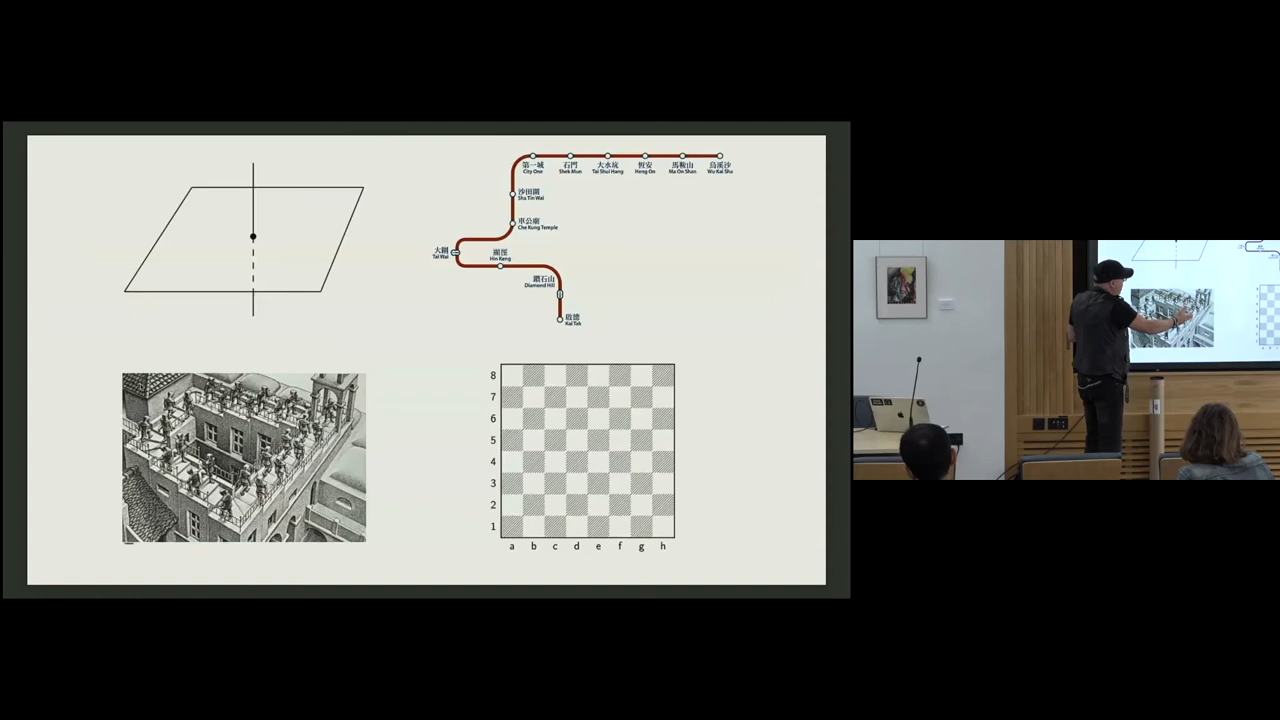 第一城
City One
石門
Shek Mun
大水坑
Tai Shui Hang
恆安
Heng On
馬鞍山
Ma On Shan
烏溪沙
Wu Kai Sha
沙田圍
Sha Tin Wai
車公廟
Che Kung Temple
大圍
Tai Wai
顯徑
Hin Keng
鑽石山
Diamond Hill
啟德
Kai Tak
8
7
6
5
4
3
2
1
a b c d e f g h